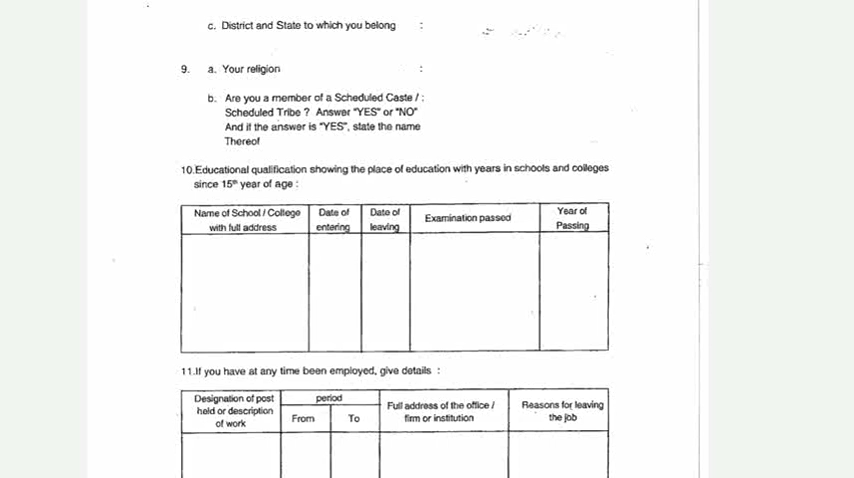 c. District and State to which you belong :
9. a. Your religion :
b. Are you a member of a Scheduled Caste / :
Scheduled Tribe ? Answer "YES" or "NO"
And if the answer is "YES", state the name
Thereof
10.Educational qualification showing the place of education with years in schools and colleges
since 15th year of age :
Name of School / College
with full address
Date of
entering
Date of
leaving
Examination passed
Year of
Passing
11.If you have at any time been employed, give details :
Designation of post
held or description
of work
period
From To
Full address of the office /
firm or institution
Reasons for leaving
the job